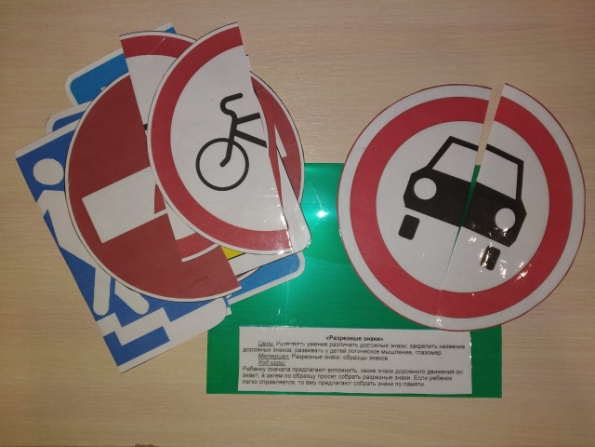 «Разрезные знаки»
Цель: Развивать умение различать дорожные знаки; закрепить название
дорожных знаков; развивать у детей логическое мышление, глазомер.
Материал: Разрезные знаки; образцы знаков.
Ход игры:
Ребенку сначала предлагают вспомнить, какие знаки дорожного движения он
знает, а затем по образцу просят собрать разрезные знаки. Если ребенок
легко справляется, то ему предлагают собрать знаки по памяти.